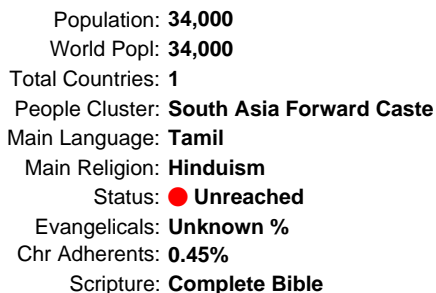 Population: 34,000
World Popl: 34,000
Total Countries: 1
People Cluster: South Asia Forward Caste
Main Language: Tamil
Main Religion: Hinduism
Status: Unreached
Evangelicals: Unknown %
Chr Adherents: 0.45%
Scripture: Complete Bible